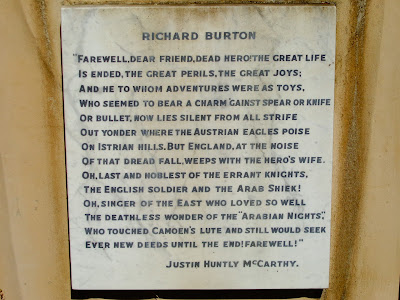 RICHARD BURTON
"FAREWELL, DEAR FRIEND, DEAD HERO! THE GREAT LIFE
IS ENDED, THE GREAT PERILS, THE GREAT JOYS;
AND HE TO WHOM ADVENTURES WERE AS TOYS,
WHO SEEMED TO BEAR A CHARM 'GAINST SPEAR OR KNIFE
OR BULLET, NOW LIES SILENT FROM ALL STRIFE
OUT YONDER WHERE THE AUSTRIAN EAGLES POISE
ON ISTRIAN HILLS. BUT ENGLAND, AT THE NOISE
OF THAT DREAD FALL, WEEPS WITH THE HERO'S WIFE.
OH, LAST AND NOBLEST OF THE ERRANT KNIGHTS,
THE ENGLISH SOLDIER AND THE ARAB SHIEK!
OH, SINGER OF THE EAST WHO LOVED SO WELL
THE DEATHLESS WONDER OF THE "ARABIAN NIGHTS,"
WHO TOUCHED CAMOEN'S LUTE AND STILL WOULD SEEK
EVER NEW DEEDS UNTIL THE END! FAREWELL!"
JUSTIN HUNTLY MCCARTHY.